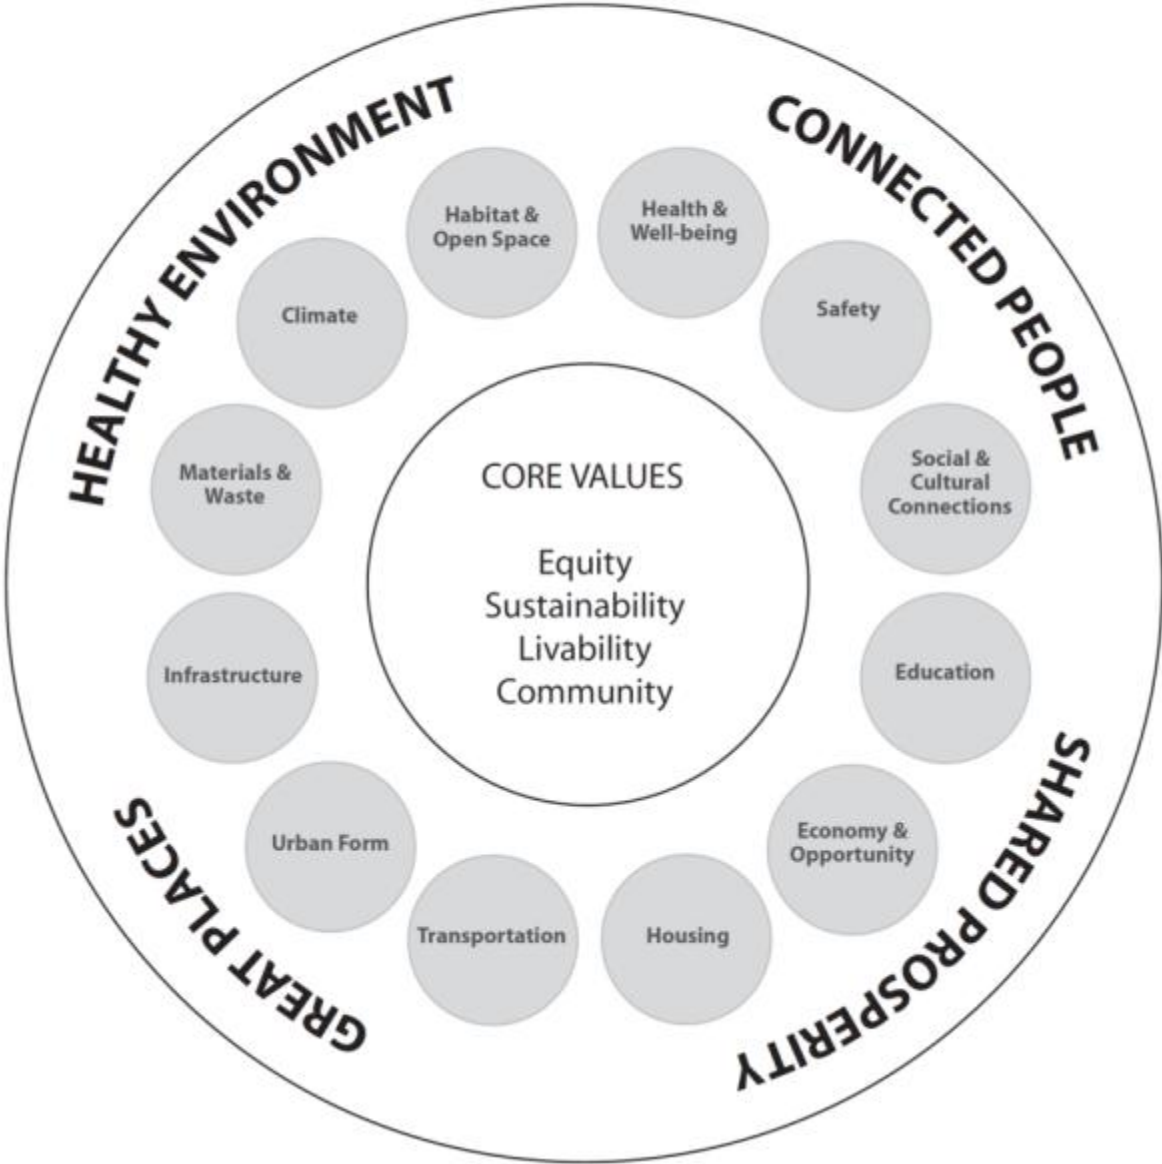 HEALTHY ENVIRONMENT
CONNECTED PEOPLE
SHARED PROSPERITY
GREAT PLACES
Habitat &
Open Space
Health &
Well-being
Climate
Safety
Materials &
Waste
Social &
Cultural
Connections
Infrastructure
Education
Urban Form
Economy &
Opportunity
Transportation
Housing
CORE VALUES
Equity
Sustainability
Livability
Community